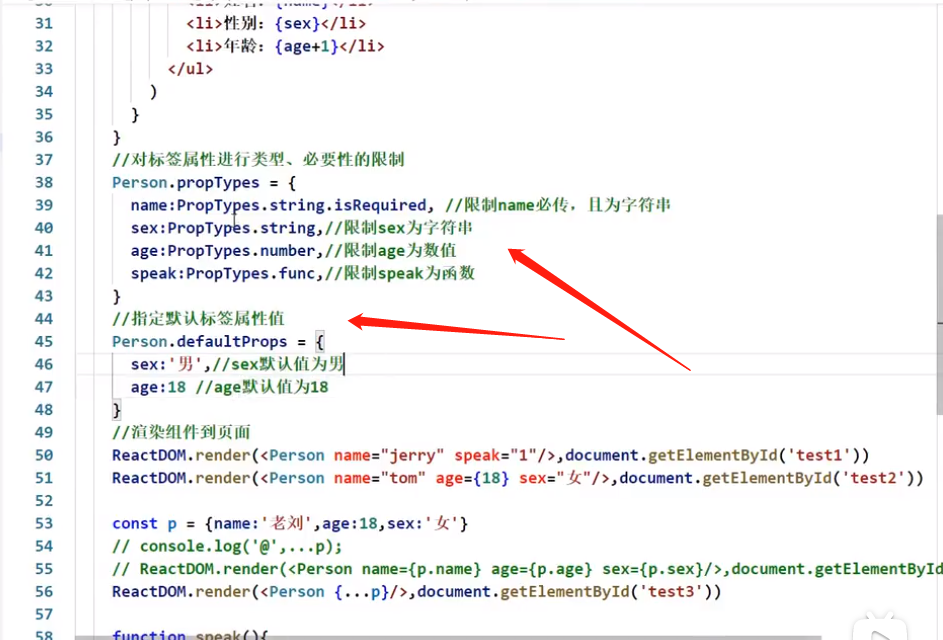 31 <li>性别: {sex}</li>
32 <li>年龄: {age+1}</li>
33 </ul>
34 )
35 }
36 }
37 //对标签属性进行类型、必要性的限制
38 Person.propTypes = {
39 name:PropTypes.string.isRequired, //限制name必传，且为字符串
40 sex:PropTypes.string,//限制sex为字符串
41 age:PropTypes.number,//限制age为数值
42 speak:PropTypes.func,//限制speak为函数
43 }
44 //指定默认标签属性值
45 Person.defaultProps = {
46 sex:'男',//sex默认值为男
47 age:18 //age默认值为18
48 }
49 //渲染组件到页面
50 ReactDOM.render(<Person name="jerry" speak="1"/>,document.getElementById('test1'))
51 ReactDOM.render(<Person name="tom" age={18} sex="女"/>,document.getElementById('test2'))
52
53 const p = {name:'老刘',age:18,sex:'女'}
54 // console.log('@',...p);
55 // ReactDOM.render(<Person name={p.name} age={p.age} sex={p.sex}/>,document.getElementById
56 ReactDOM.render(<Person {...p}/>,document.getElementById('test3'))
57
58 function speak(){